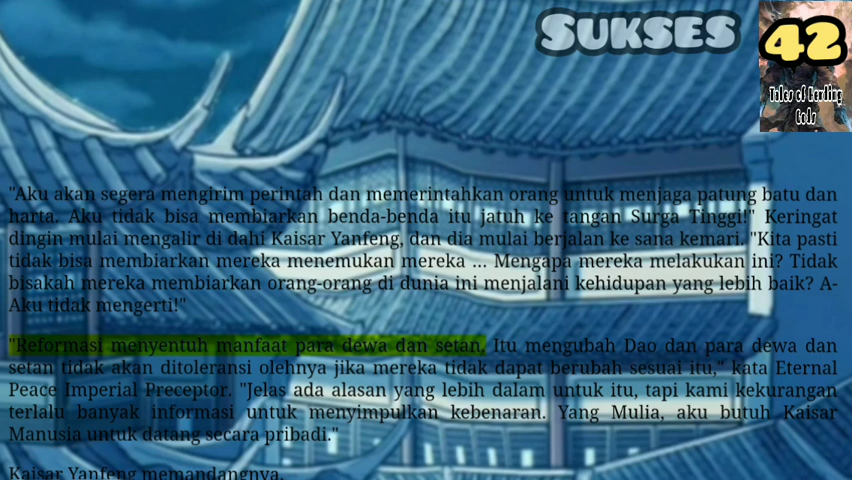 SUKSES
42
Tales of Herding
Gods
"Aku akan segera mengirim perintah dan memerintahkan orang untuk menjaga patung batu dan
harta. Aku tidak bisa membiarkan benda-benda itu jatuh ke tangan Surga Tinggi!" Keringat
dingin mulai mengalir di dahi Kaisar Yanfeng, dan dia mulai berjalan ke sana kemari. "Kita pasti
tidak bisa membiarkan mereka menemukan mereka ... Mengapa mereka melakukan ini? Tidak
bisakah mereka membiarkan orang-orang di dunia ini menjalani kehidupan yang lebih baik? A-
Aku tidak mengerti!"
"Reformasi menyentuh manfaat para dewa dan setan. Itu mengubah Dao dan para dewa dan
setan tidak akan ditoleransi olehnya jika mereka tidak dapat berubah sesuai itu," kata Eternal
Peace Imperial Preceptor. "Jelas ada alasan yang lebih dalam untuk itu, tapi kami kekurangan
terlalu banyak informasi untuk menyimpulkan kebenaran. Yang Mulia, aku butuh Kaisar
Manusia untuk datang secara pribadi."
Kaisar Yanfeng memandangnya.